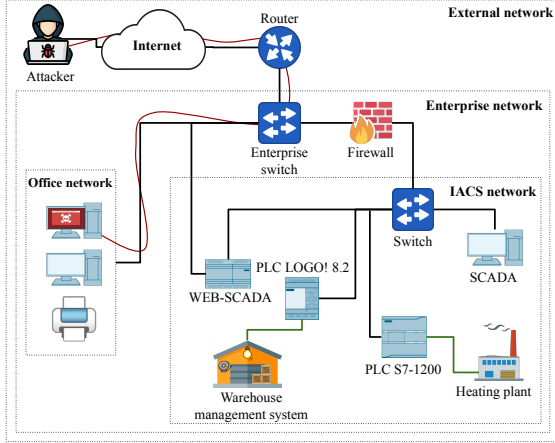 External network
Router
Internet
Attacker
Enterprise network
Enterprise
switch
Firewall
Office network
IACS network
Switch
PLC LOGO! 8.2
SCADA
WEB-SCADA
PLC S7-1200
Heating plant
Warehouse
management system